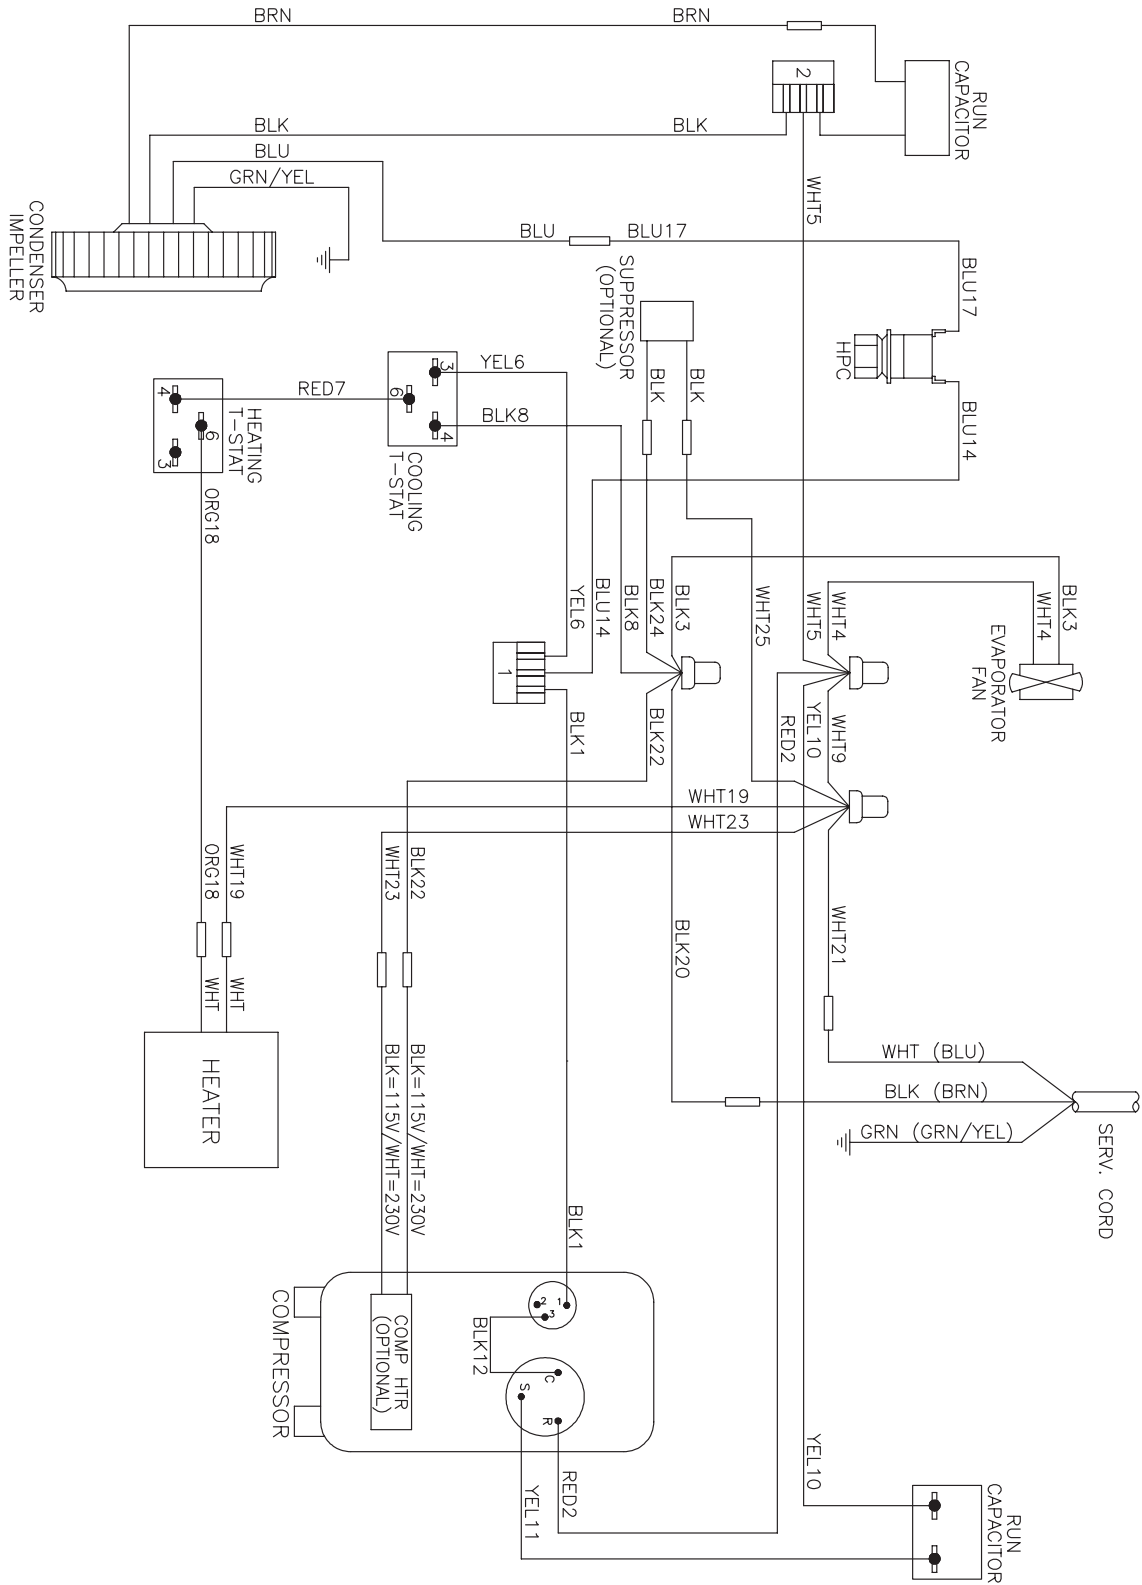 BRN
BRN
2
RUN
CAPACITOR
BLK
BLK
BLU
GRN/YEL
CONDENSER
IMPELLER
WHT5
BLU
BLU17
BLU17
SUPPRESSOR
(OPTIONAL)
HPC
BLK
BLK
BLU14
3
6
4
YEL6
BLK8
COOLING
T-STAT
RED7
4
6
3
HEATING
T-STAT
ORG18
YEL6
BLU14
BLK8
BLK24
BLK3
WHT25
WHT5
WHT4
WHT4
BLK3
EVAPORATOR
FAN
1
BLK1
BLK22
RED2
YEL10
WHT9
WHT19
WHT23
ORG18
WHT19
WHT23
BLK22
BLK20
WHT21
WHT
WHT
HEATER
WHT (BLU)
BLK (BRN)
GRN (GRN/YEL)
SERV. CORD
BLK=115V/WHT=230V
BLK=115V/WHT=230V
BLK1
COMPRESSOR
COMP HTR
(OPTIONAL)
2
1
3
BLK12
C
S
R
YEL11
RED2
YEL10
RUN
CAPACITOR